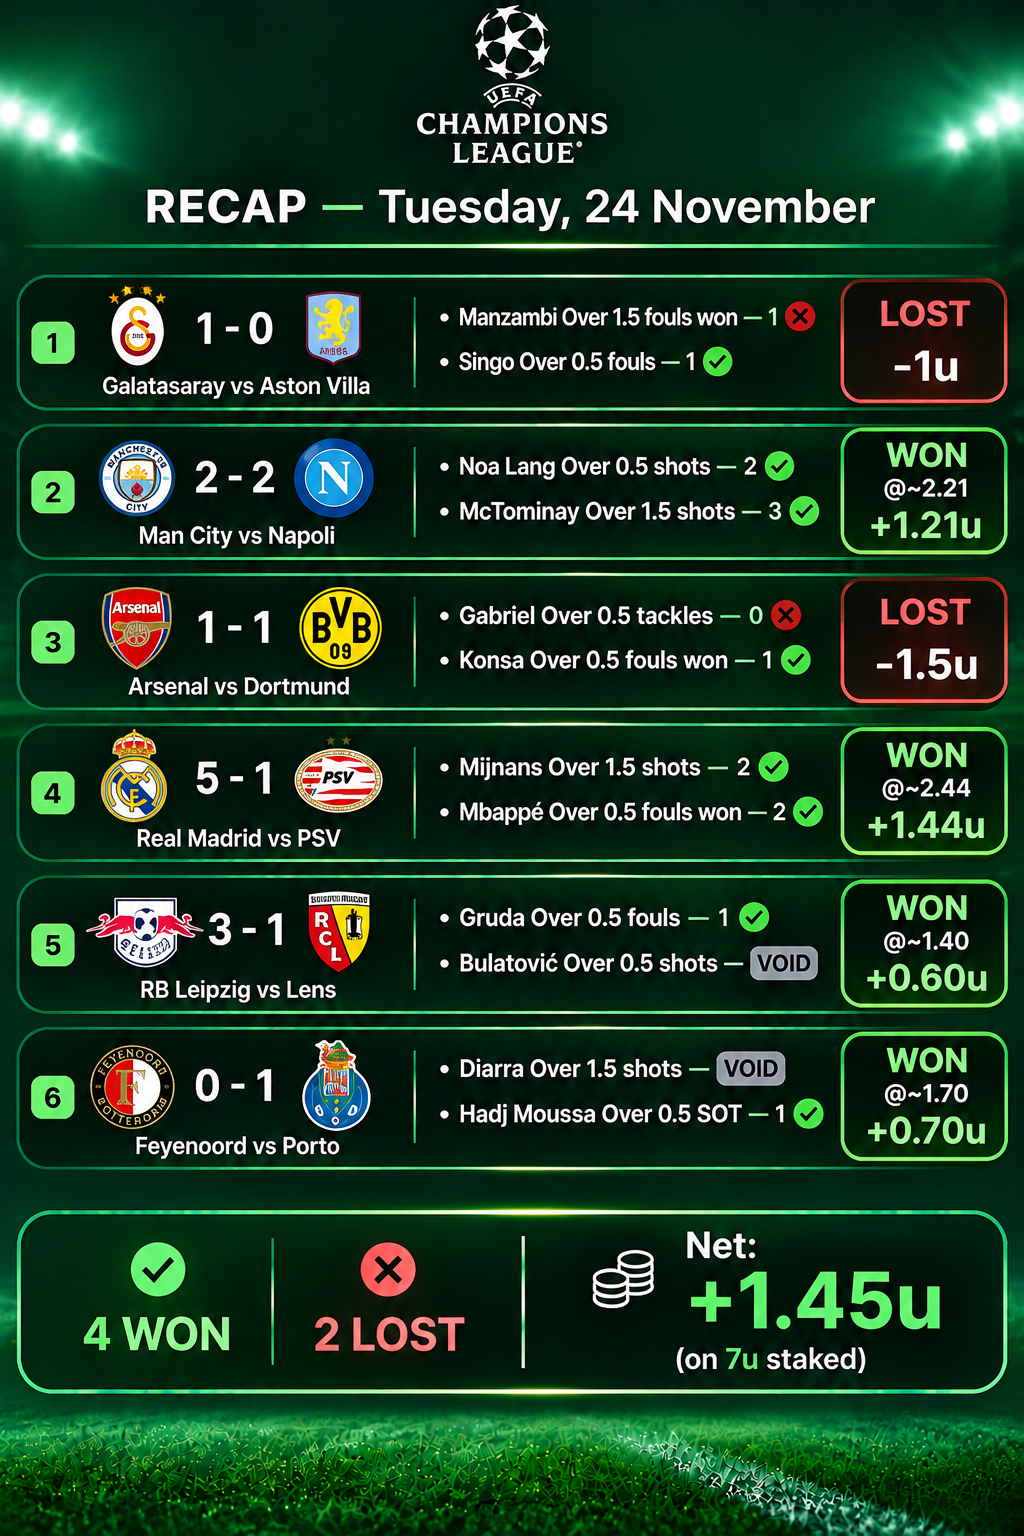 UEFA
CHAMPIONS
LEAGUE
RECAP — Tuesday, 24 November
1
1 - 0
Galatasaray vs Aston Villa
• Manzambi Over 1.5 fouls won — 1
• Singo Over 0.5 fouls — 1
LOST
-1u
2
MANCHESTER
CITY
2 - 2
N
Man City vs Napoli
• Noa Lang Over 0.5 shots — 2
• McTominay Over 1.5 shots — 3
WON
@~2.21
+1.21u
3
Arsenal
1 - 1
BVB
09
Arsenal vs Dortmund
• Gabriel Over 0.5 tackles — 0
• Konsa Over 0.5 fouls won — 1
LOST
-1.5u
4
5 - 1
PSV
Real Madrid vs PSV
• Mijnans Over 1.5 shots — 2
• Mbappé Over 0.5 fouls won — 2
WON
@~2.44
+1.44u
5
3 - 1
RCL
RB Leipzig vs Lens
• Gruda Over 0.5 fouls — 1
• Bulatović Over 0.5 shots — VOID
WON
@~1.40
+0.60u
6
FEYENOORD
F
0 - 1
Feyenoord vs Porto
• Diarra Over 1.5 shots — VOID
• Hadj Moussa Over 0.5 SOT — 1
WON
@~1.70
+0.70u
4 WON
2 LOST
Net:
+1.45u
(on 7u staked)